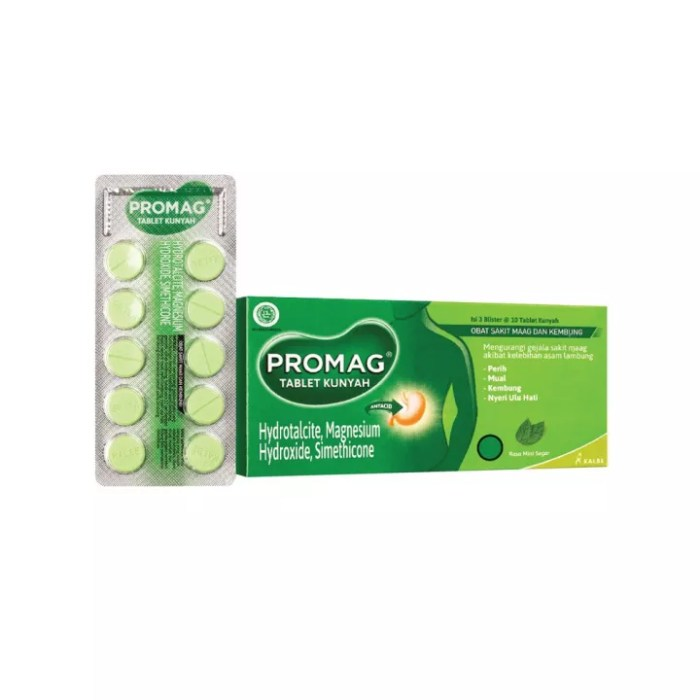 PROMAG®
TABLET KUNYAH
HYDROTALCITE, MAGNESIUM
HYDROXIDE, SIMETHICONE
PROMAG®
TABLET KUNYAH
ANTACID
Hydrotalcite, Magnesium
Hydroxide, Simethicone
Isi 3 Blister @ 10 Tablet Kunyah
OBAT SAKIT MAAG DAN KEMBUNG
Mengurangi gejala sakit maag
akibat kelebihan asam lambung
- Perih
- Mual
- Kembung
- Nyeri Ulu Hati
Rasa Mint Segar
KALBE